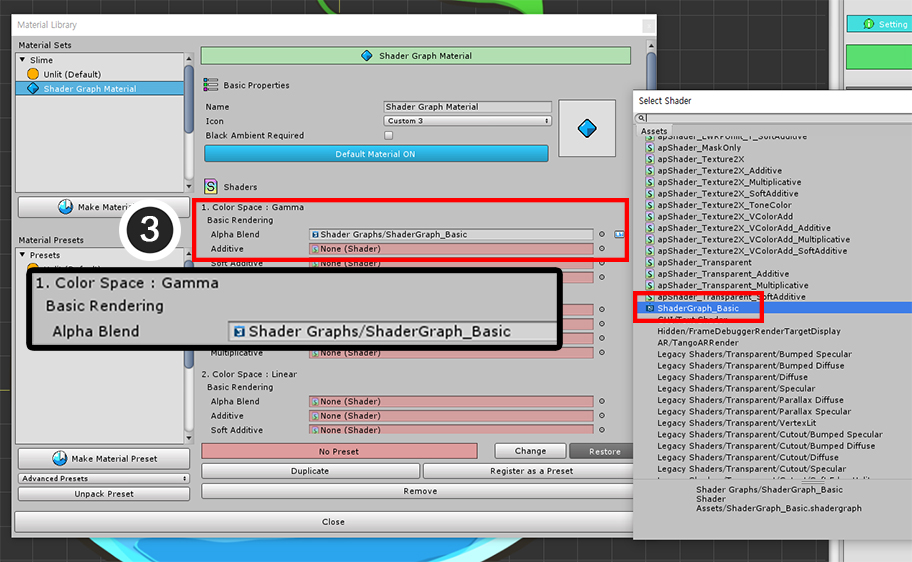 Material Library
Material Sets
Slime
Unlit (Default)
Shader Graph Material
Make Materia
Material Presets
Presets
Unlit (Default)
Make Material Preset
Advanced Presets
Unpack Preset
Shader Graph Material
Basic Properties
Name
Shader Graph Material
Icon
Custom 3
Black Ambient Required
Default Material ON
S
Shaders
1. Color Space : Gamma
Basic Rendering
Alpha Blend
Shader Graphs/ShaderGraph_Basic
Additive
None (Shader)
Soft Additive
3
1. Color Space : Gamma
Basic Rendering
Alpha Blend
Shader Graphs/ShaderGraph_Basic
Multiplicative
None (Shader)
2. Color Space : Linear
Basic Rendering
Alpha Blend
None (Shader)
Additive
None (Shader)
Soft Additive
None (Shader)
No Preset
Change
Restore
Duplicate
Register as a Preset
Remove
Close
Setting
Select Shader
Assets
apShader_MaskOnly
apShader_Texture2X
apShader_Texture2X_Additive
apShader_Texture2X_Multiplicative
apShader_Texture2X_SoftAdditive
apShader_Texture2X_ToneColor
apShader_Texture2X_VColorAdd
apShader_Texture2X_VColorAdd_Additive
apShader_Texture2X_VColorAdd_Multiplicative
apShader_Texture2X_VColorAdd_SoftAdditive
apShader_Transparent
apShader_Transparent_Additive
apShader_Transparent_Multiplicative
apShader_Transparent_SoftAdditive
ShaderGraph_Basic
GUI/Text Shader
Hidden/FrameDebuggerRenderTargetDisplay
AR/TangoARRender
Legacy Shaders/Transparent/Bumped Specular
Legacy Shaders/Transparent/Bumped Diffuse
Legacy Shaders/Transparent/Diffuse
Legacy Shaders/Transparent/Specular
Legacy Shaders/Transparent/Parallax Diffuse
Legacy Shaders/Transparent/Parallax Specular
Legacy Shaders/Transparent/VertexLit
Legacy Shaders/Transparent/Cutout/Bumped Specular
Legacy Shaders/Transparent/Cutout/Bumped Diffuse
Legacy Shaders/Transparent/Cutout/Diffuse
Legacy Shaders/Transparent/Cutout/Specular
Shader Graphs/ShaderGraph_Basic
Shader
Assets/ShaderGraph_Basic.shadergraph